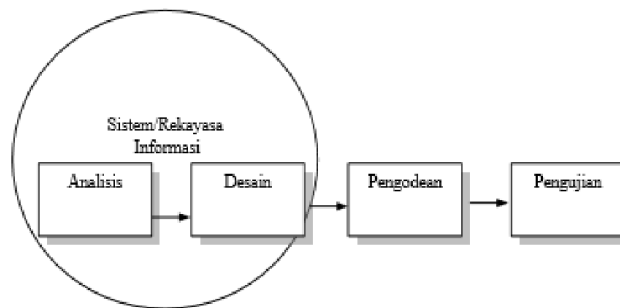 Sistem/Rekayasa
Informasi
Analisis
Desain
Pengodean
Pengujian